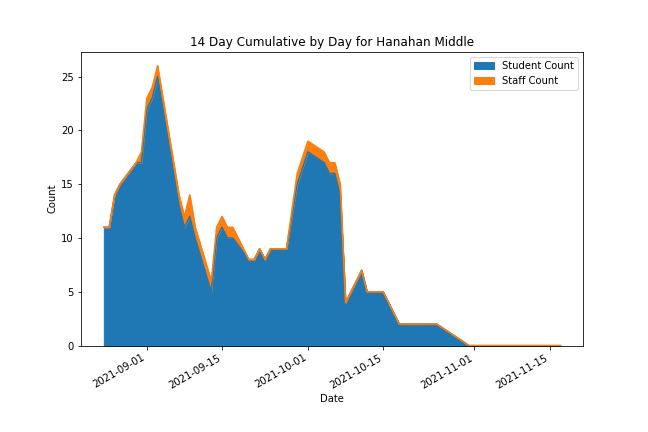 14 Day Cumulative by Day for Hanahan Middle
Student Count
Staff Count
Count
25
20
15
10
5
0
2021-09-01
2021-09-15
2021-10-01
2021-10-15
2021-11-01
2021-11-15
Date